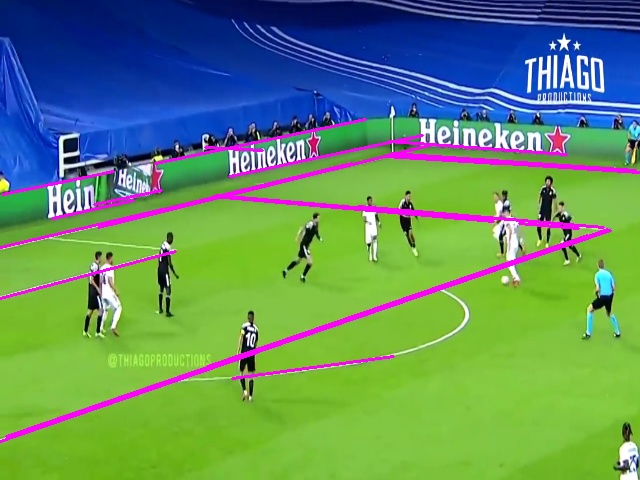 THIAGO
PRODUCTIONS
Heineken
Heineken
Heineken
Hein
@THIAGOPRODUCTIONS
10